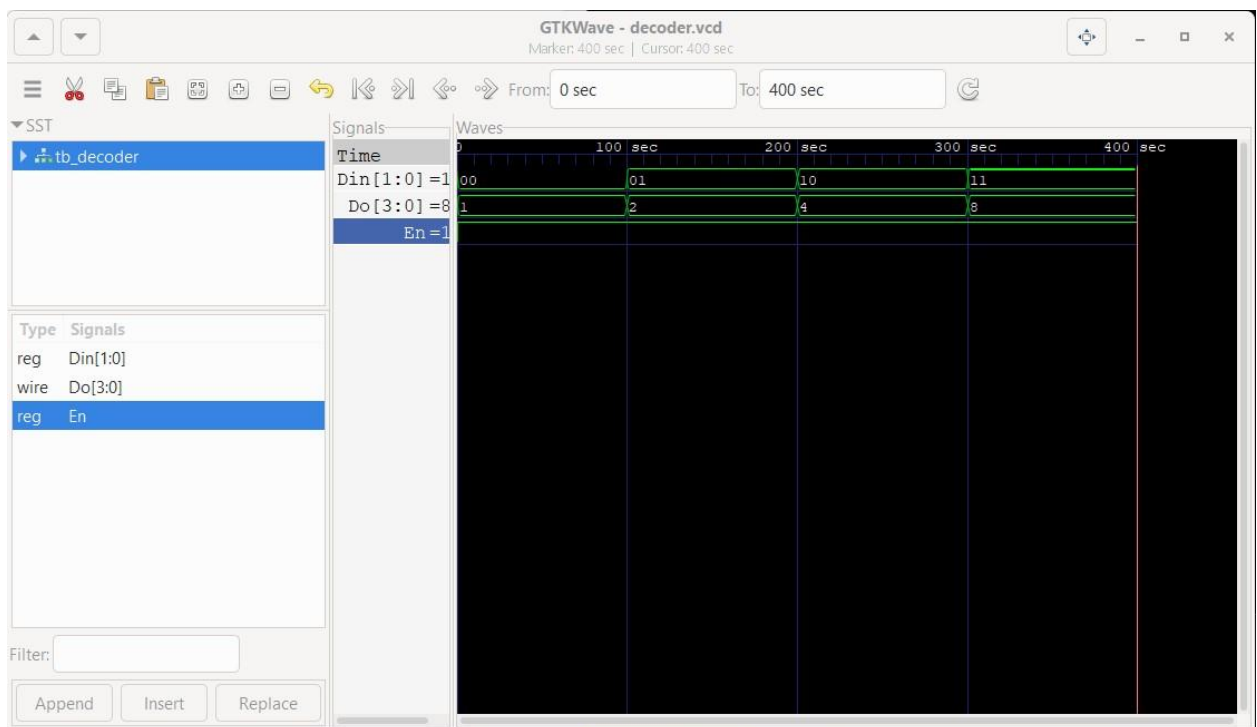 GTKWave - decoder.vcd
Marker: 400 sec | Cursor: 400 sec
From: 0 sec To: 400 sec
SST
tb_decoder
Type Signals
reg Din[1:0]
wire Do[3:0]
reg En
Filter:
Append Insert Replace
Signals
Time
Din[1:0] =1
Do[3:0] =8
En =1
Waves
100 sec 200 sec 300 sec 400 sec
00 01 10 11
1 2 4 8